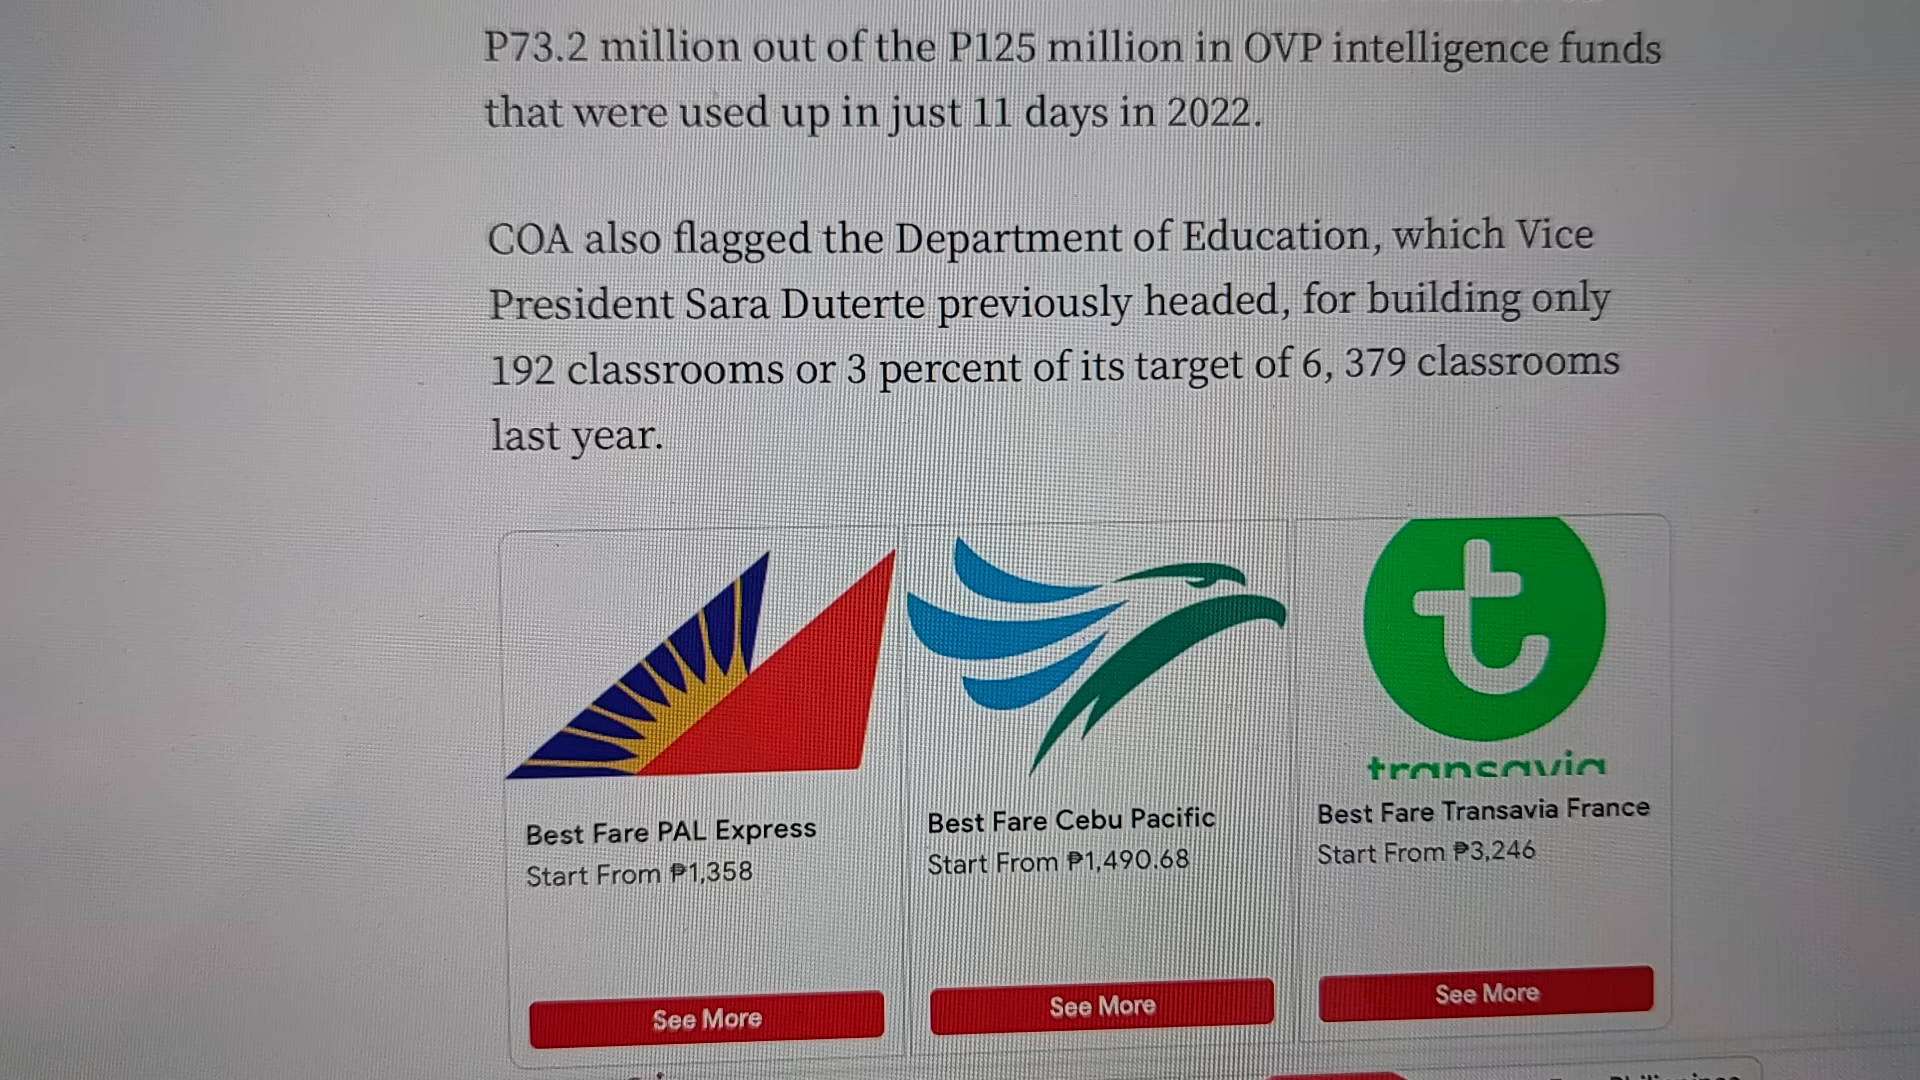 P73.2 million out of the P125 million in OVP intelligence funds
that were used up in just 11 days in 2022.
COA also flagged the Department of Education, which Vice
President Sara Duterte previously headed, for building only
192 classrooms or 3 percent of its target of 6, 379 classrooms
last year.
transavia
Best Fare PAL Express
Start From ₱1,358
See More
Best Fare Cebu Pacific
Start From ₱1,490.68
See More
Best Fare Transavia France
Start From ₱3,246
See More